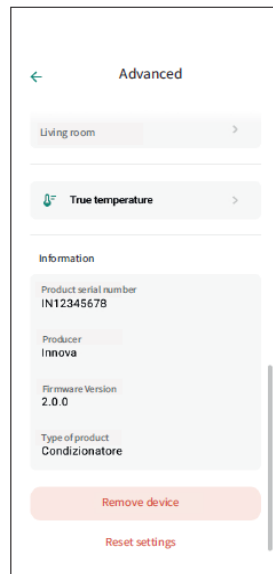 Advanced
Living room
True temperature
Information
Product serial number
IN12345678
Producer
Innova
Firmware Version
2.0.0
Type of product
Condizionatore
Remove device
Reset settings